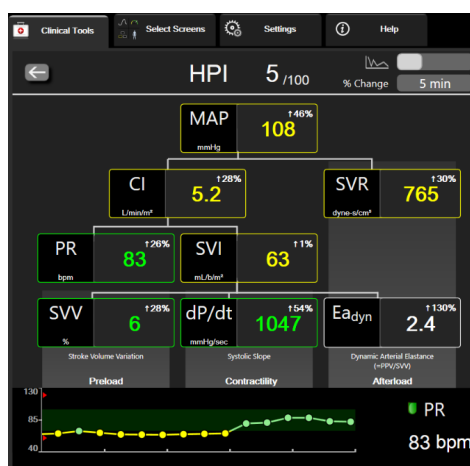 Clinical Tools
Select Screens
Settings
Help
HPI 5 /100
% Change 5 min
MAP ↑46%
108
mmHg
CI ↑28%
5.2
L/min/m²
SVR ↑30%
765
dyne-s/cm⁵
PR ↑26%
83
bpm
SVI ↑1%
63
mL/b/m²
SVV ↑28%
6
%
dP/dt ↑54%
1047
mmHg/sec
Eadyn ↑130%
2.4
Stroke Volume Variation
Systolic Slope
Dynamic Arterial Elastance
(=PPV/SVV)
Preload
Contractility
Afterload
130
85
40
PR
83 bpm